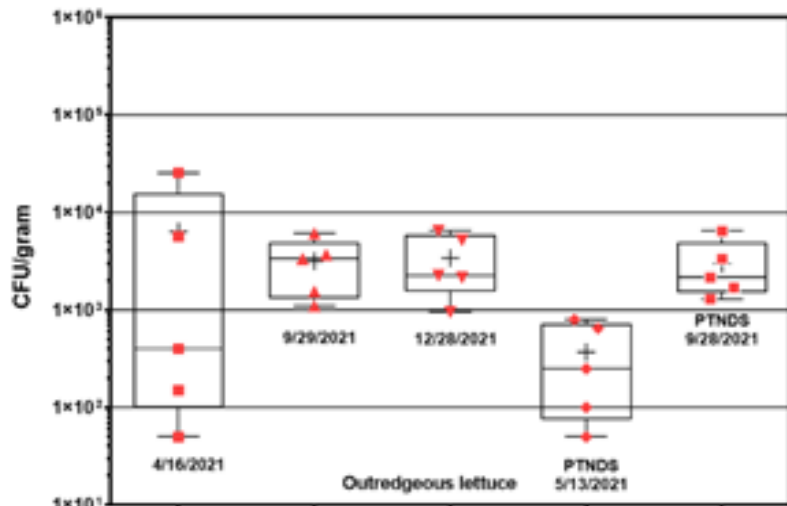 1×10⁶
1×10⁵
1×10⁴
1×10³
1×10²
1×10¹
CFU/gram
4/16/2021
9/29/2021
12/28/2021
PTNDS
5/13/2021
PTNDS
9/28/2021
Outredgeous lettuce